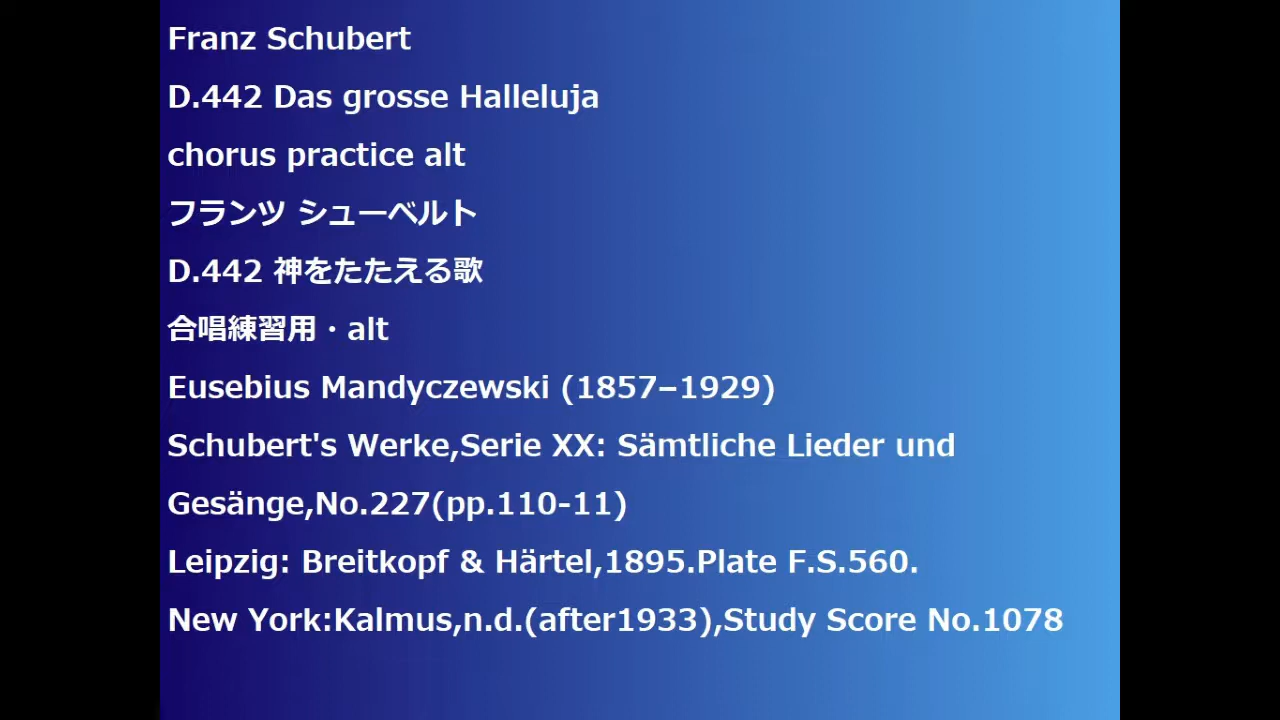 Franz Schubert
D.442 Das grosse Halleluja
chorus practice alt
フランツ シューベルト
D.442 神をたたえる歌
合唱練習用・alt
Eusebius Mandyczewski (1857–1929)
Schubert's Werke,Serie XX: Sämtliche Lieder und
Gesänge,No.227(pp.110-11)
Leipzig: Breitkopf & Härtel,1895.Plate F.S.560.
New York:Kalmus,n.d.(after1933),Study Score No.1078